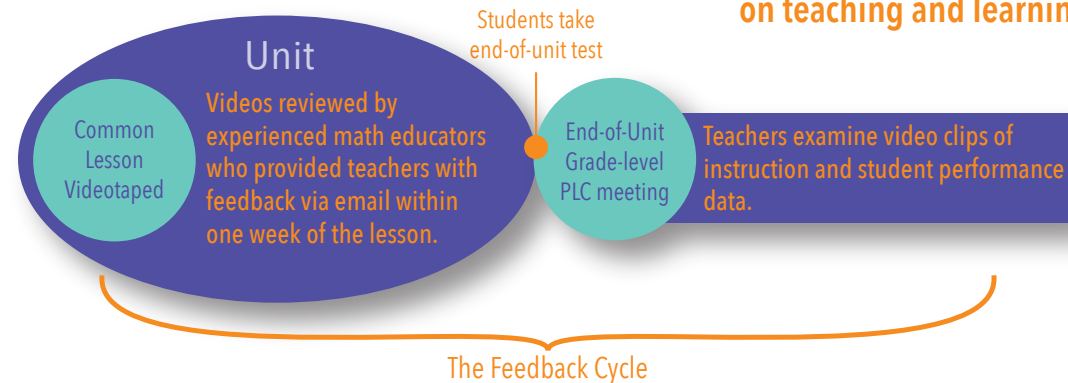 on teaching and learnin
Students take
end-of-unit test
Unit
Common
Lesson
Videotaped
Videos reviewed by
experienced math educators
who provided teachers with
feedback via email within
one week of the lesson.
End-of-Unit
Grade-level
PLC meeting
Teachers examine video clips of
instruction and student performance
data.
The Feedback Cycle